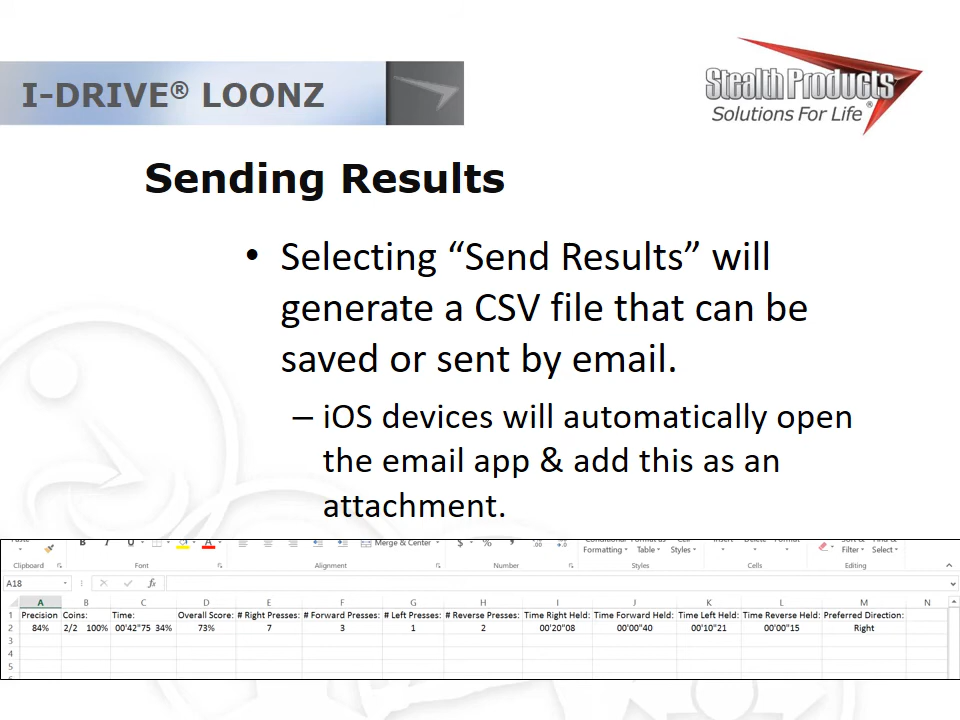 I-DRIVE® LOONZ
Stealth Products®
Solutions For Life
Sending Results
• Selecting “Send Results” will
generate a CSV file that can be
saved or sent by email.
– iOS devices will automatically open
the email app & add this as an
attachment.
B I U A Merge & Center $ % ,
Formatting Table Styles Filter Select
Clipboard Font Alignment Number Styles Cells Editing
A18 fx
A B C D E F G H I J K L M N
1 Precision Coins: Time: Overall Score: # Right Presses: # Forward Presses: # Left Presses: # Reverse Presses: Time Right Held: Time Forward Held: Time Left Held: Time Reverse Held: Preferred Direction:
2 84% 2/2 100% 00'42"75 34% 73% 7 3 1 2 00'20"08 00'00"40 00'10"21 00'00"15 Right
3
4
5